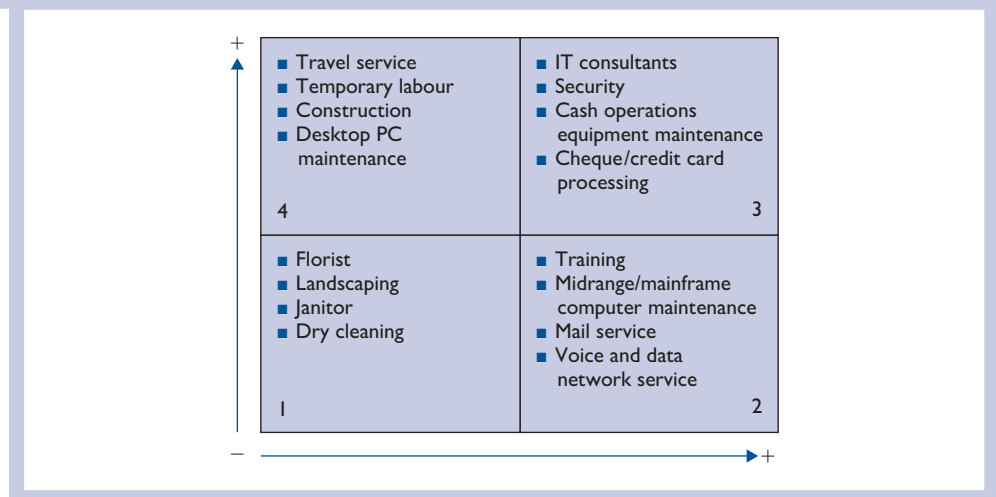 +
■ Travel service
■ Temporary labour
■ Construction
■ Desktop PC
maintenance
4
■ IT consultants
■ Security
■ Cash operations
equipment maintenance
■ Cheque/credit card
processing
3
■ Florist
■ Landscaping
■ Janitor
■ Dry cleaning
1
■ Training
■ Midrange/mainframe
computer maintenance
■ Mail service
■ Voice and data
network service
2
−
+